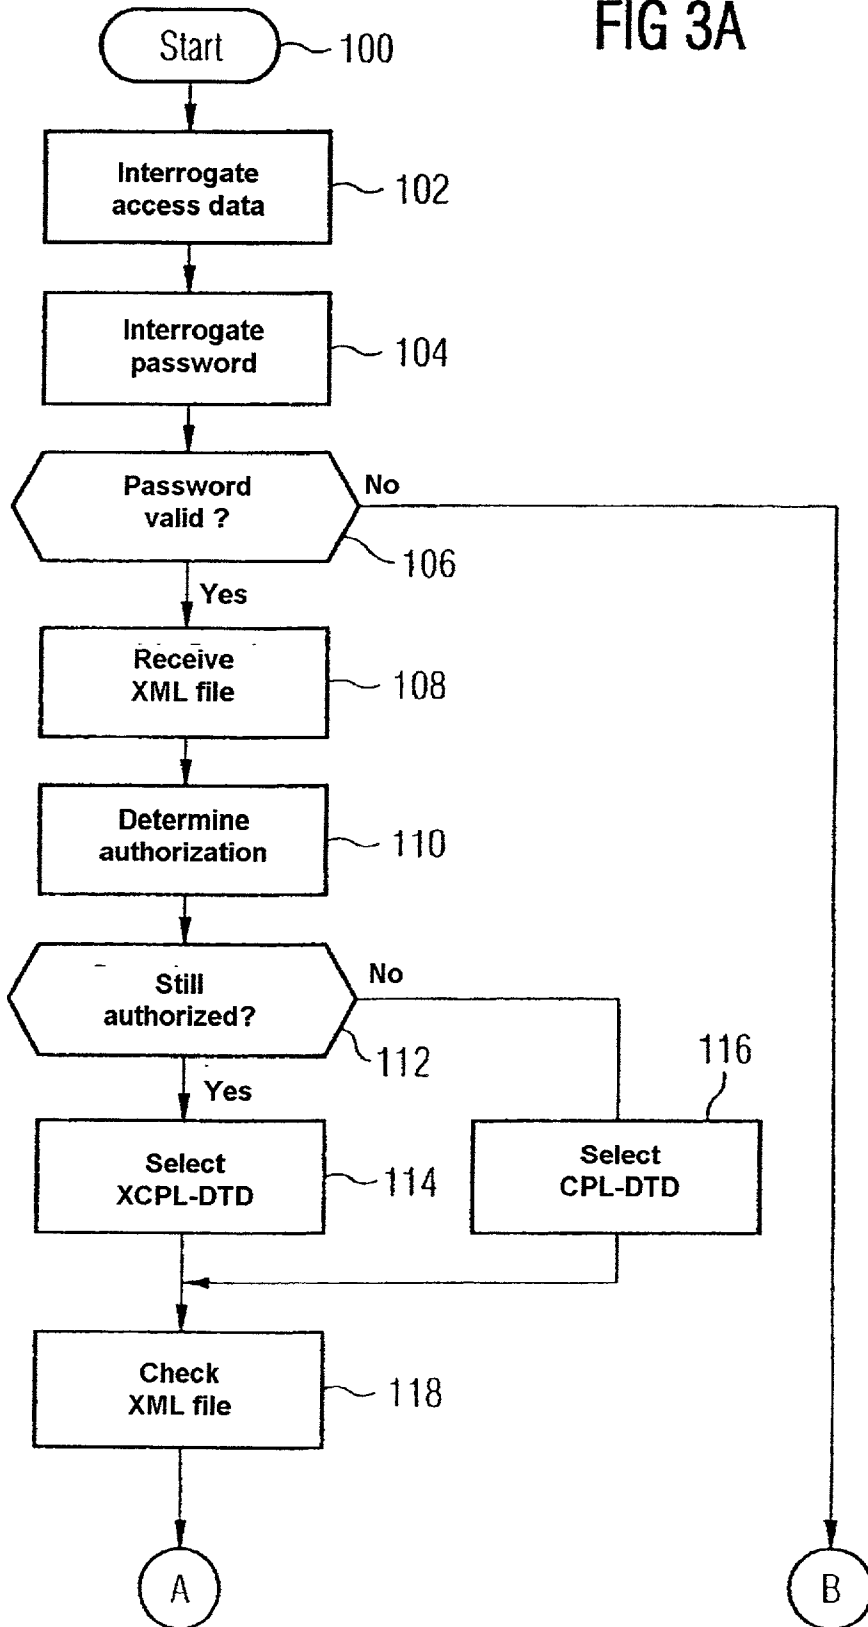 FIG 3A
Start
100
Interrogate
access data
102
Interrogate
password
104
Password
valid ?
No
106
Yes
Receive
XML file
108
Determine
authorization
110
Still
authorized?
No
112
Yes
116
Select
XCPL-DTD
114
Select
CPL-DTD
Check
XML file
118
A
B